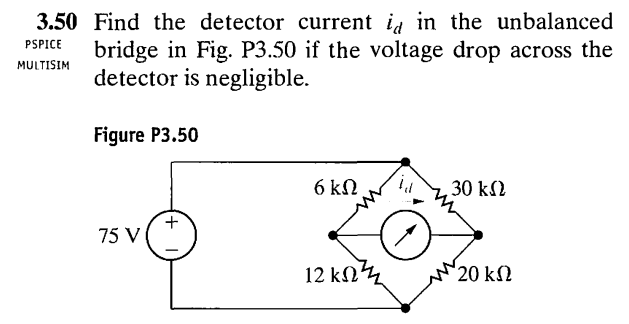 3.50 Find the detector current i_d in the unbalanced
PSPICE bridge in Fig. P3.50 if the voltage drop across the
MULTISIM detector is negligible.
Figure P3.50
6 kΩ i_d 30 kΩ
75 V + −
12 kΩ 20 kΩ